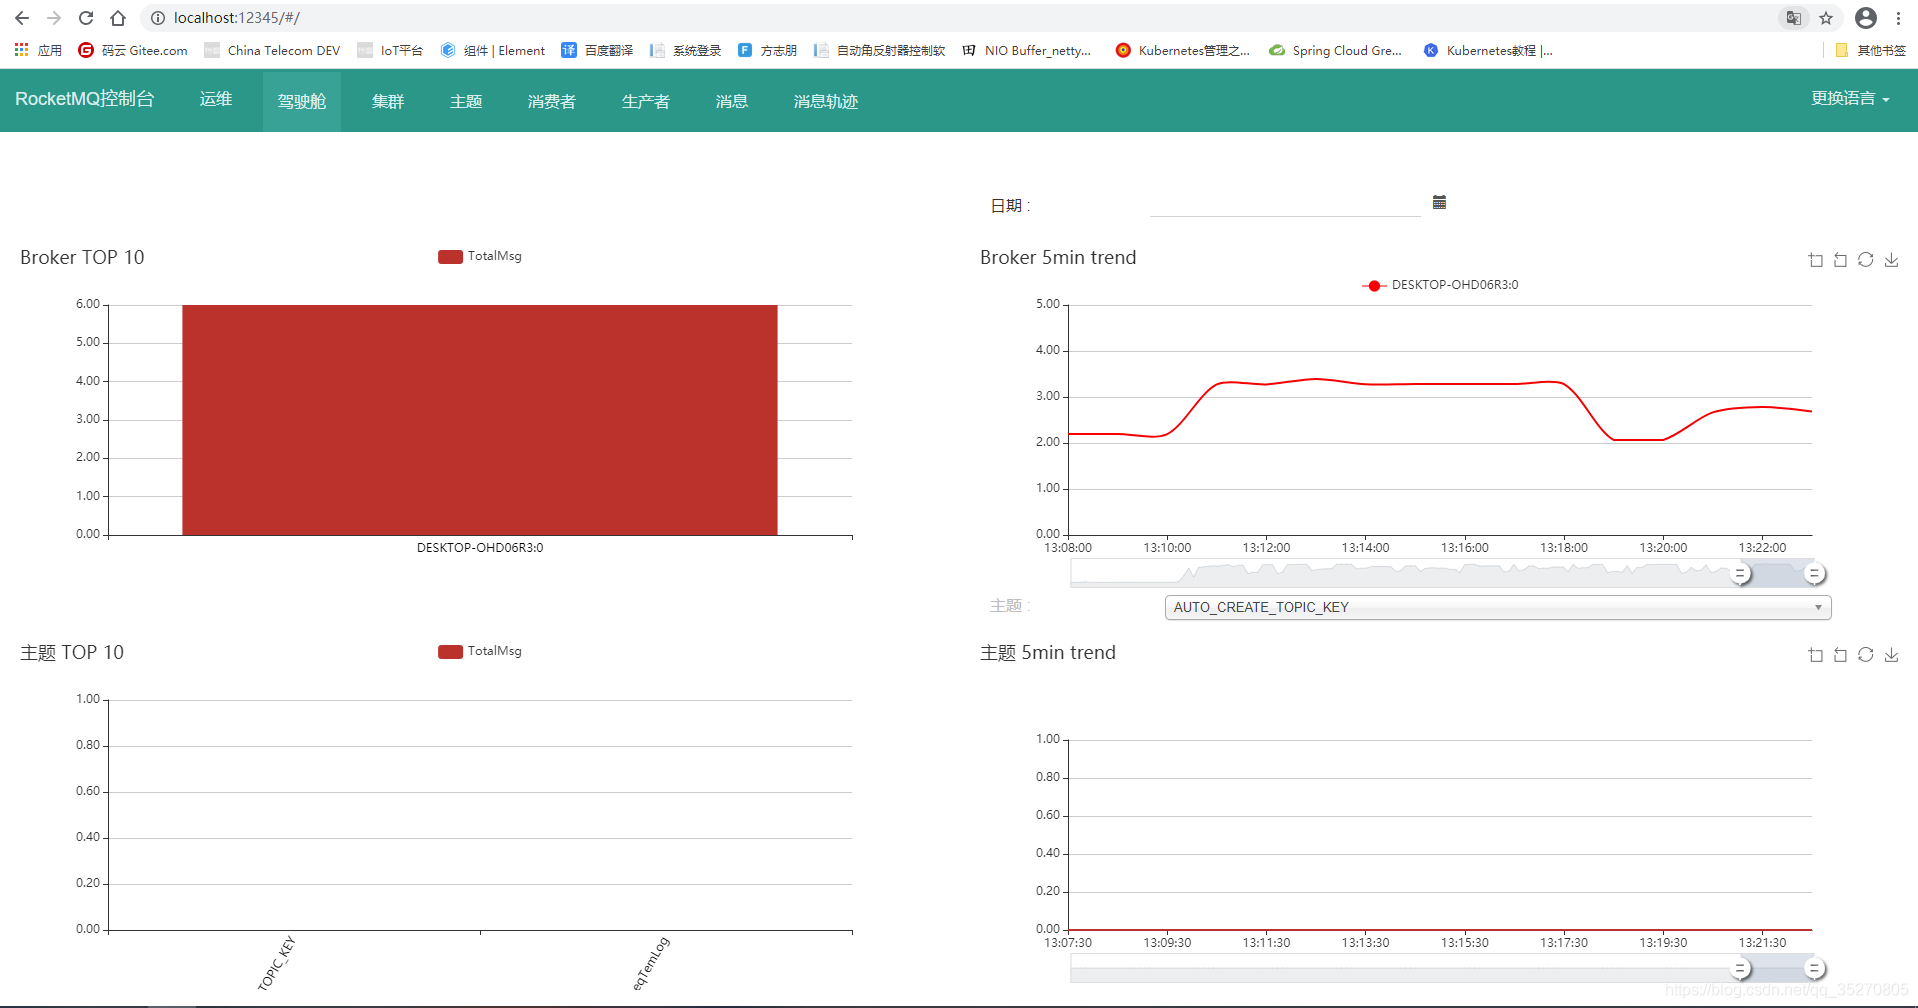 localhost:12345/#/
应用
码云 Gitee.com
China Telecom DEV
IoT平台
组件 | Element
百度翻译
系统登录
方志朋
自动角反射器控制软
NIO Buffer_netty...
Kubernetes管理之...
Spring Cloud Gre...
Kubernetes教程 |...
其他书签
RocketMQ控制台
运维
驾驶舱
集群
主题
消费者
生产者
消息
消息轨迹
更换语言
日期 :
Broker TOP 10
TotalMsg
6.00
5.00
4.00
3.00
2.00
1.00
0.00
DESKTOP-OHD06R3:0
Broker 5min trend
DESKTOP-OHD06R3:0
5.00
4.00
3.00
2.00
1.00
0.00
13:08:00 13:10:00 13:12:00 13:14:00 13:16:00 13:18:00 13:20:00 13:22:00
主题 :
AUTO_CREATE_TOPIC_KEY
主题 TOP 10
TotalMsg
1.00
0.80
0.60
0.40
0.20
0.00
TOPIC_KEY
eqTemLog
主题 5min trend
1.00
0.80
0.60
0.40
0.20
0.00
13:07:30 13:09:30 13:11:30 13:13:30 13:15:30 13:17:30 13:19:30 13:21:30
https://blog.csdn.net/qq_35270805